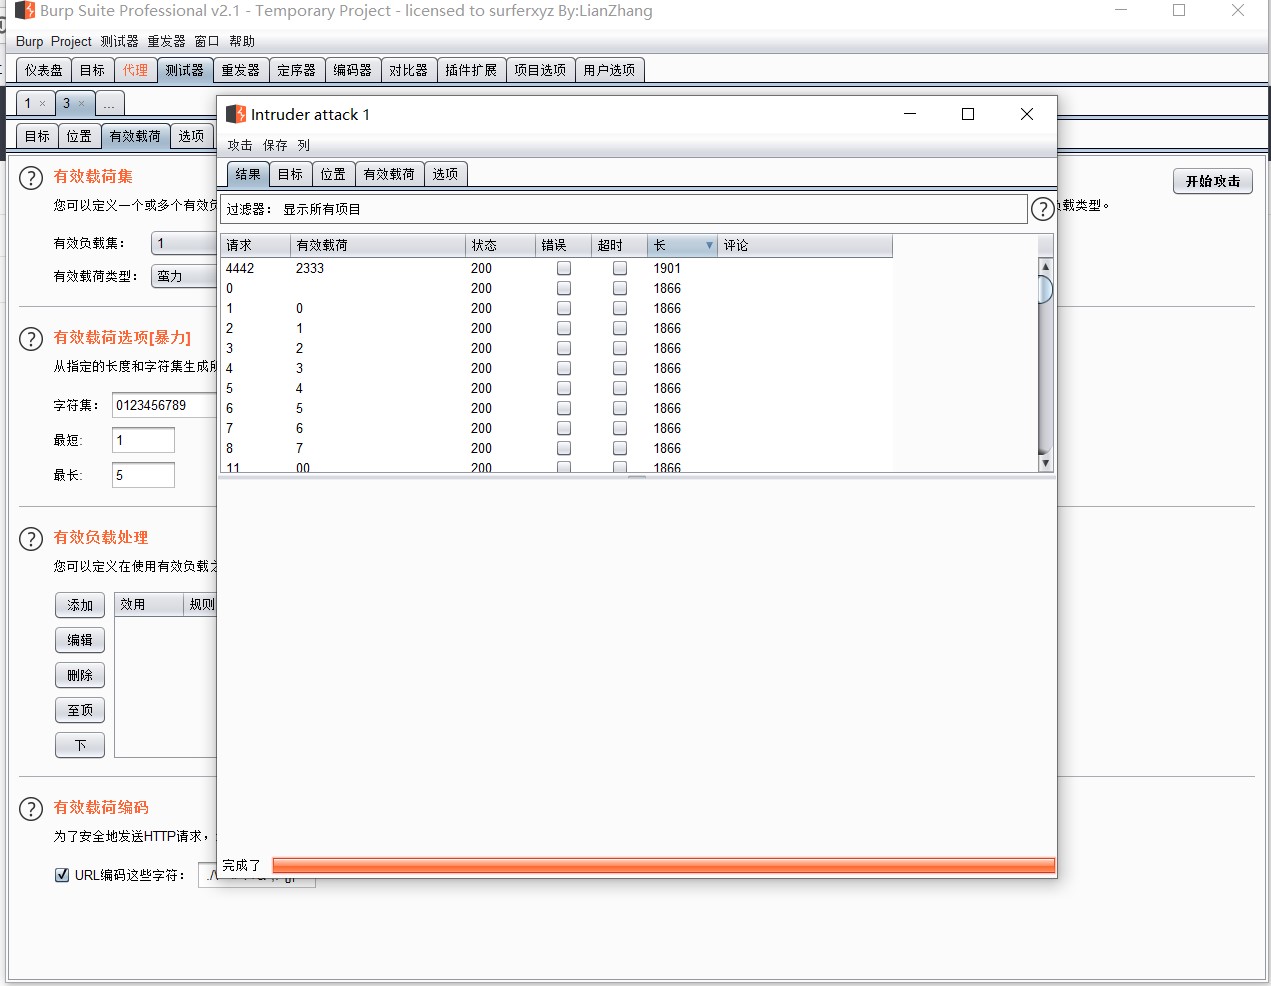 Burp Suite Professional v2.1 - Temporary Project - licensed to surferxyz By:LianZhang
Burp Project 测试器 重发器 窗口 帮助
仪表盘 目标 代理 测试器 重发器 定序器 编码器 对比器 插件扩展 项目选项 用户选项
1 × 3 × ...
目标 位置 有效载荷 选项
有效载荷集
开始攻击
您可以定义一个或多个有效负
载类型。
有效负载集： 1
有效载荷类型： 蛮力
有效载荷选项[暴力]
从指定的长度和字符集生成所
字符集： 0123456789
最短: 1
最长: 5
有效负载处理
您可以定义在使用有效负载之
添加 效用 规则
编辑
删除
至顶
下
有效载荷编码
为了安全地发送HTTP请求，
URL编码这些字符：
Intruder attack 1
攻击 保存 列
结果 目标 位置 有效载荷 选项
过滤器： 显示所有项目
请求 有效载荷 状态 错误 超时 长 评论
4442 2333 200 1901
0 200 1866
1 0 200 1866
2 1 200 1866
3 2 200 1866
4 3 200 1866
5 4 200 1866
6 5 200 1866
7 6 200 1866
8 7 200 1866
11 00 200 1866
完成了